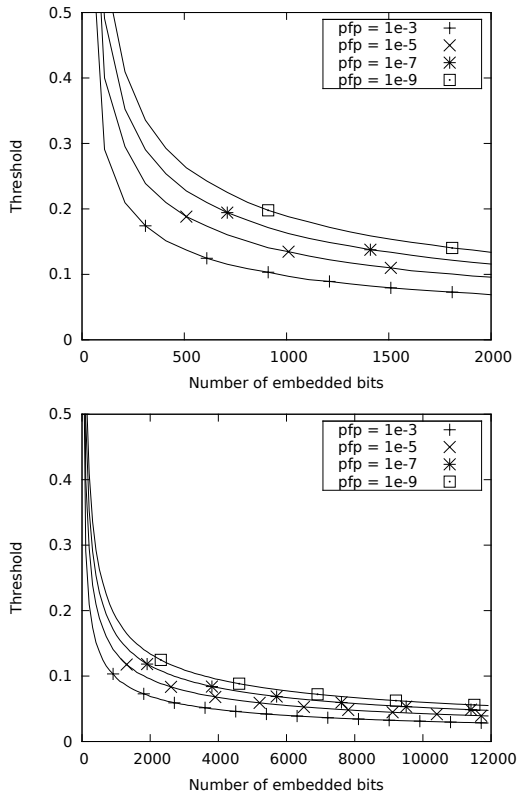 0.5
0.4
0.3
0.2
0.1
0
Threshold
pfp = 1e-3
pfp = 1e-5
pfp = 1e-7
pfp = 1e-9
0 500 1000 1500 2000
Number of embedded bits
0.5
0.4
0.3
0.2
0.1
0
Threshold
pfp = 1e-3
pfp = 1e-5
pfp = 1e-7
pfp = 1e-9
0 2000 4000 6000 8000 10000 12000
Number of embedded bits